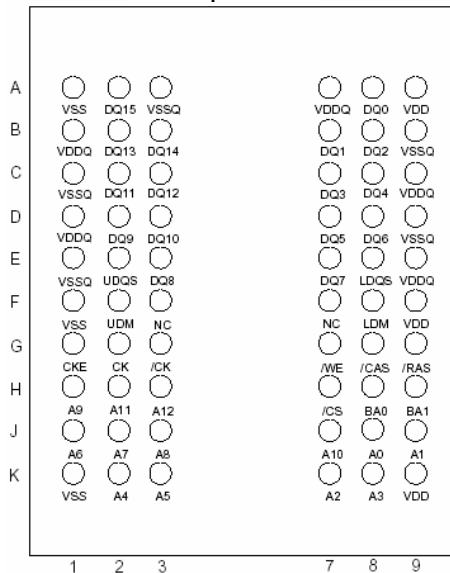 A
VSS DQ15 VSSQ VDDQ DQ0 VDD
B
VDDQ DQ13 DQ14 DQ1 DQ2 VSSQ
C
VSSQ DQ11 DQ12 DQ3 DQ4 VDDQ
D
VDDQ DQ9 DQ10 DQ5 DQ6 VSSQ
E
VSSQ UDQS DQ8 DQ7 LDQS VDDQ
F
VSS UDM NC NC LDM VDD
G
CKE CK /CK /WE /CAS /RAS
H
A9 A11 A12 /CS BA0 BA1
J
A6 A7 A8 A10 A0 A1
K
VSS A4 A5 A2 A3 VDD
1 2 3 7 8 9